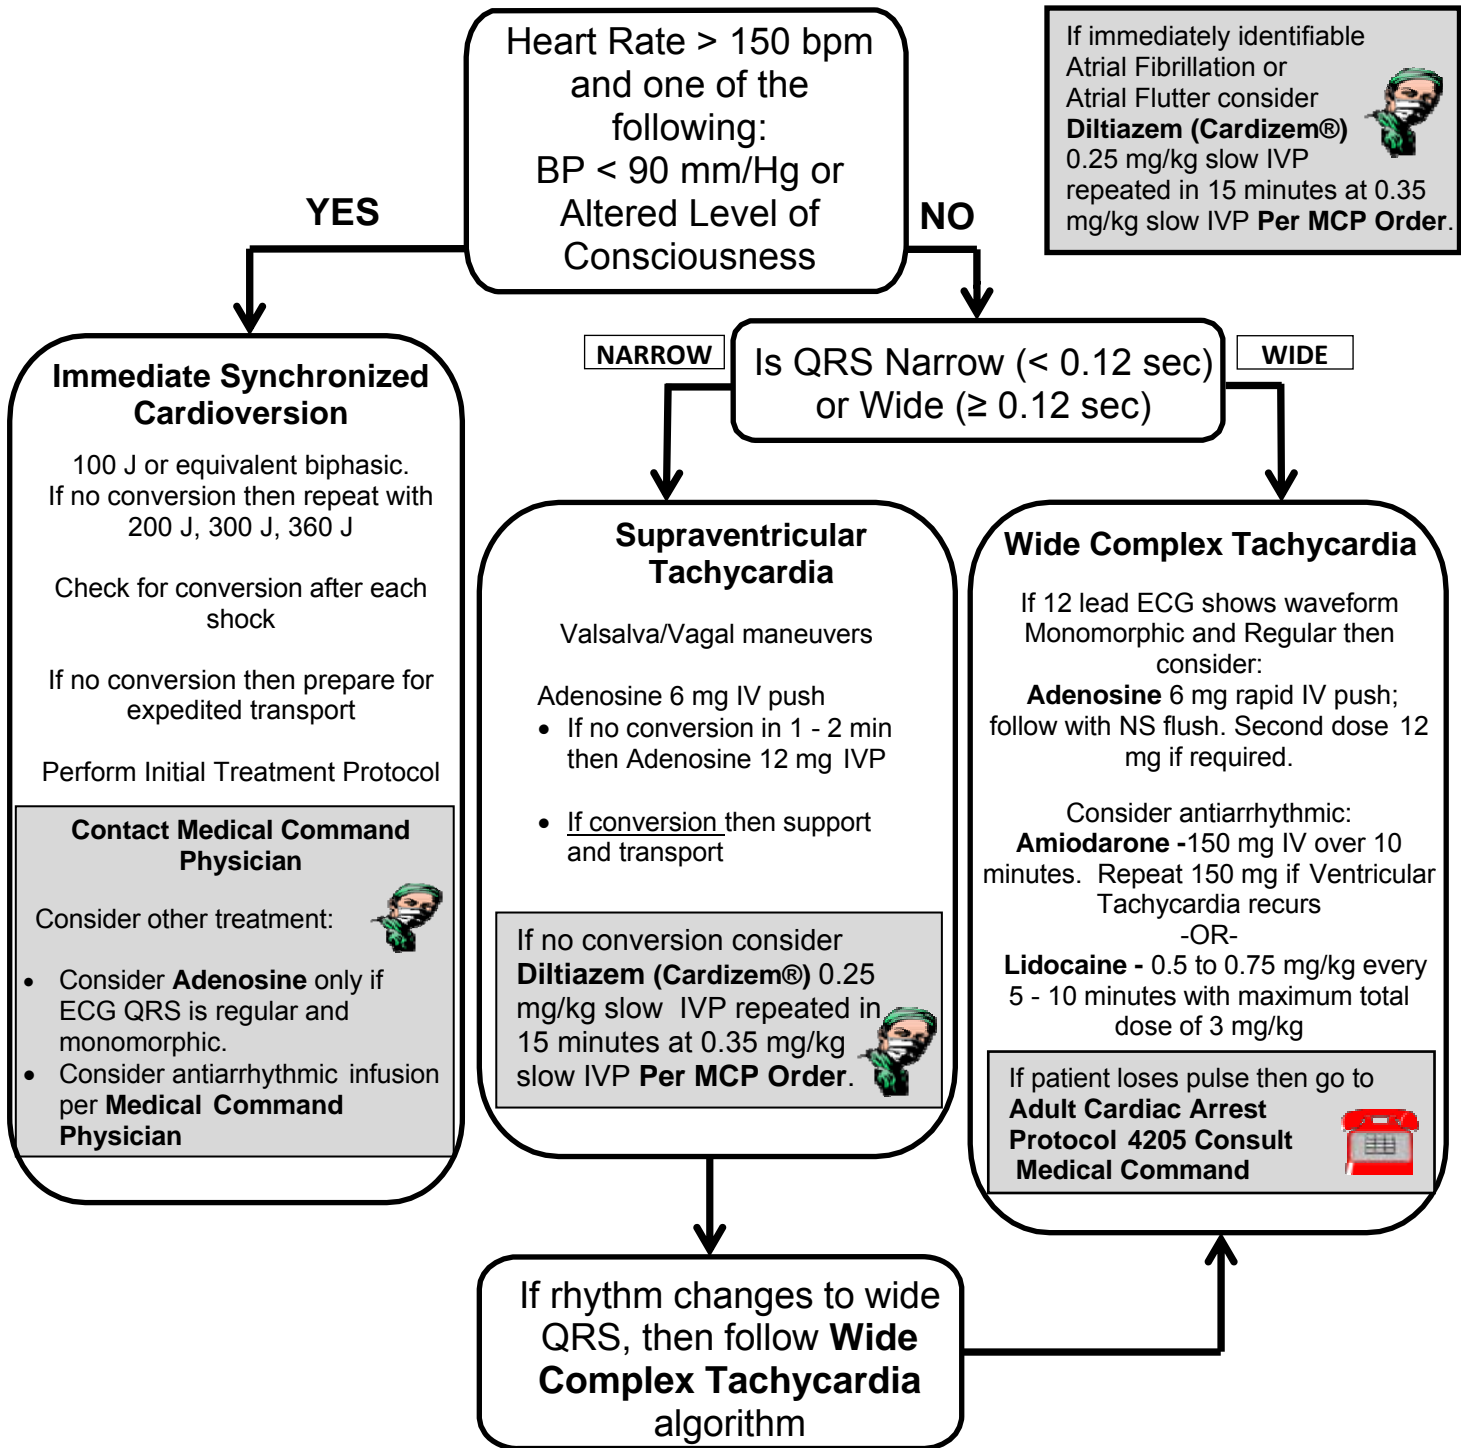 Heart Rate > 150 bpm
and one of the
following:
BP < 90 mm/Hg or
Altered Level of
Consciousness
If immediately identifiable
Atrial Fibrillation or
Atrial Flutter consider
Diltiazem (Cardizem®)
0.25 mg/kg slow IVP
repeated in 15 minutes at 0.35
mg/kg slow IVP Per MCP Order.
YES
NO
Immediate Synchronized
Cardioversion
100 J or equivalent biphasic.
If no conversion then repeat with
200 J, 300 J, 360 J
Check for conversion after each
shock
If no conversion then prepare for
expedited transport
Perform Initial Treatment Protocol
Contact Medical Command
Physician
Consider other treatment:
• Consider Adenosine only if
ECG QRS is regular and
monomorphic.
• Consider antiarrhythmic infusion
per Medical Command
Physician
NARROW
Is QRS Narrow (< 0.12 sec)
or Wide (≥ 0.12 sec)
WIDE
Supraventricular
Tachycardia
Valsalva/Vagal maneuvers
Adenosine 6 mg IV push
• If no conversion in 1 - 2 min
then Adenosine 12 mg IVP
• If conversion then support
and transport
If no conversion consider
Diltiazem (Cardizem®) 0.25
mg/kg slow IVP repeated in
15 minutes at 0.35 mg/kg
slow IVP Per MCP Order.
Wide Complex Tachycardia
If 12 lead ECG shows waveform
Monomorphic and Regular then
consider:
Adenosine 6 mg rapid IV push;
follow with NS flush. Second dose 12
mg if required.
Consider antiarrhythmic:
Amiodarone -150 mg IV over 10
minutes. Repeat 150 mg if Ventricular
Tachycardia recurs
-OR-
Lidocaine - 0.5 to 0.75 mg/kg every
5 - 10 minutes with maximum total
dose of 3 mg/kg
If patient loses pulse then go to
Adult Cardiac Arrest
Protocol 4205 Consult
Medical Command
If rhythm changes to wide
QRS, then follow Wide
Complex Tachycardia
algorithm